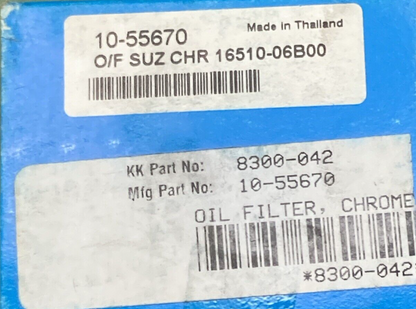 Made in Thailand
10-55670
O/F SUZ CHR 16510-06B00
KK Part No: 8300-042
Mfg Part No: 10-55670
OIL FILTER, CHROME
*8300-042